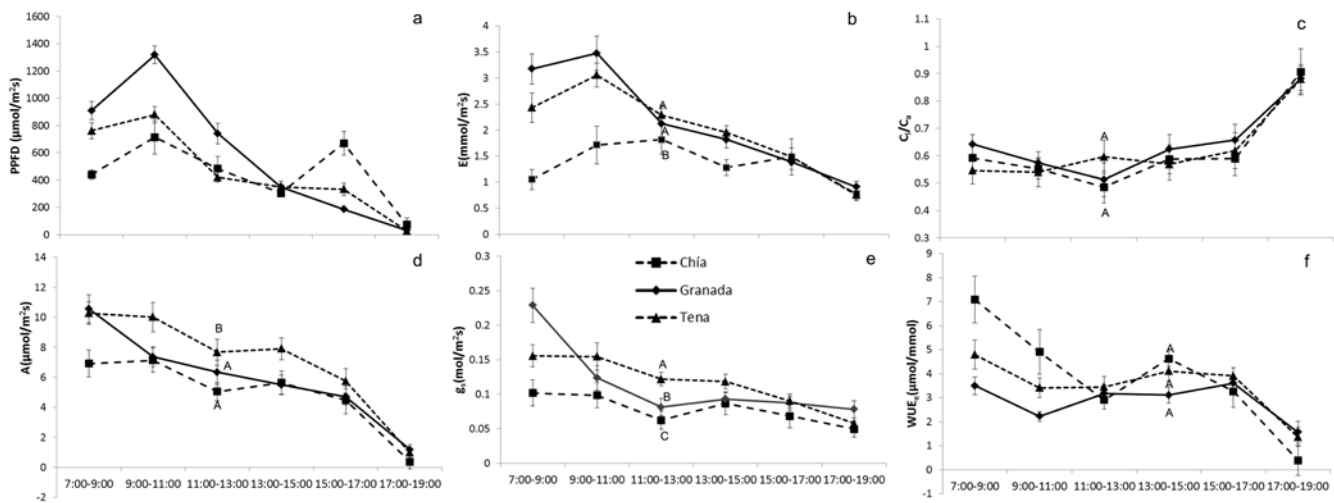 a
PPFD (μmol/m²s)
1600
1400
1200
1000
800
600
400
200
0
b
E(mmol/m²s)
4
3.5
3
2.5
2
1.5
1
0.5
0
A
A
B
c
Cᵢ/Cₐ
1
0.9
0.8
0.7
0.6
0.5
0.4
0.3
A
A
d
A(μmol/m²s)
14
12
10
8
6
4
2
0
-2
B
A
A
7:00-9:00 9:00-11:00 11:00-13:00 13:00-15:00 15:00-17:00 17:00-19:00
e
gₛ(mol/m²s)
0.3
0.25
0.2
0.15
0.1
0.05
0
Chía
Granada
Tena
A
B
C
7:00-9:00 9:00-11:00 11:00-13:00 13:00-15:00 15:00-17:00 17:00-19:00
f
WUEₑ(μmol/mmol)
9
8
7
6
5
4
3
2
1
0
-1
A
A
A
7:00-9:00 9:00-11:00 11:00-13:00 13:00-15:00 15:00-17:00 17:00-19:00